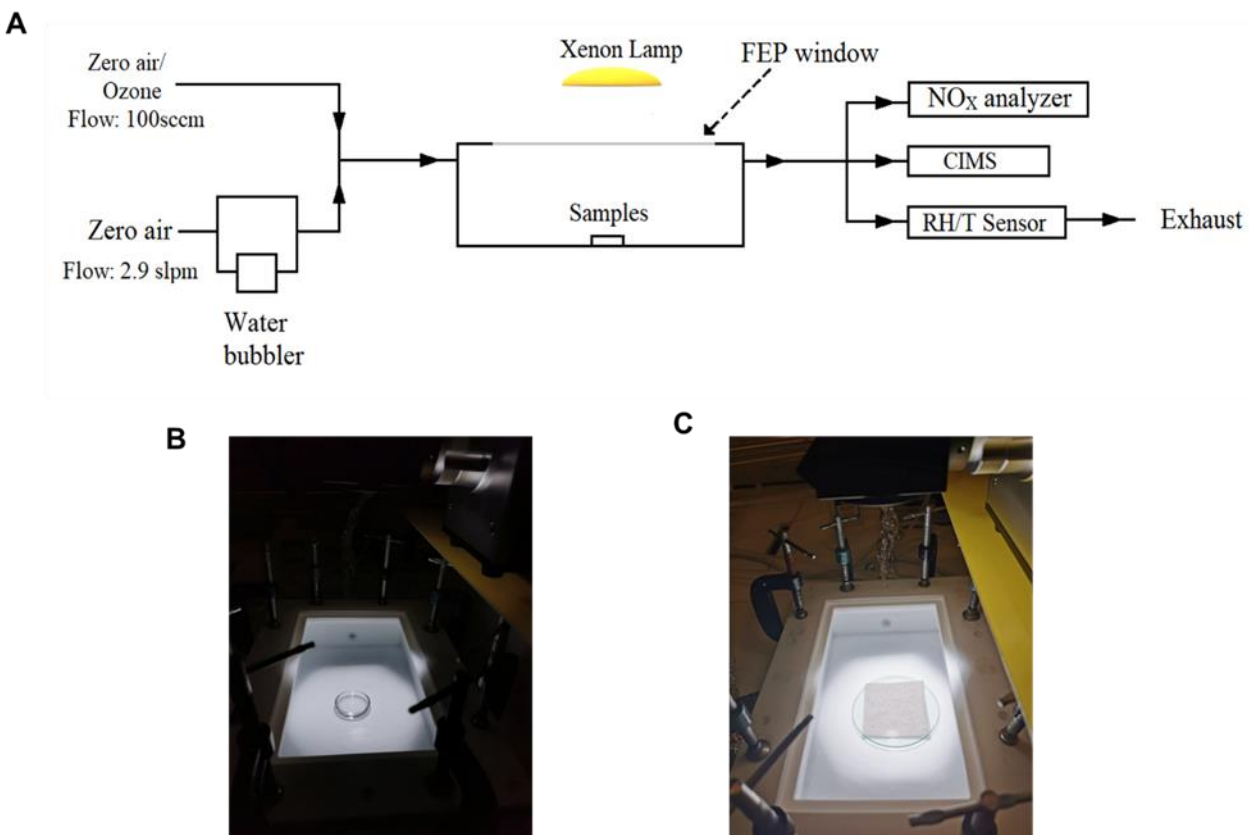 A
Zero air/
Ozone
Flow: 100sccm
Xenon Lamp
FEP window
NOX analyzer
CIMS
RH/T Sensor
Exhaust
Samples
Zero air
Flow: 2.9 slpm
Water
bubbler
B
C